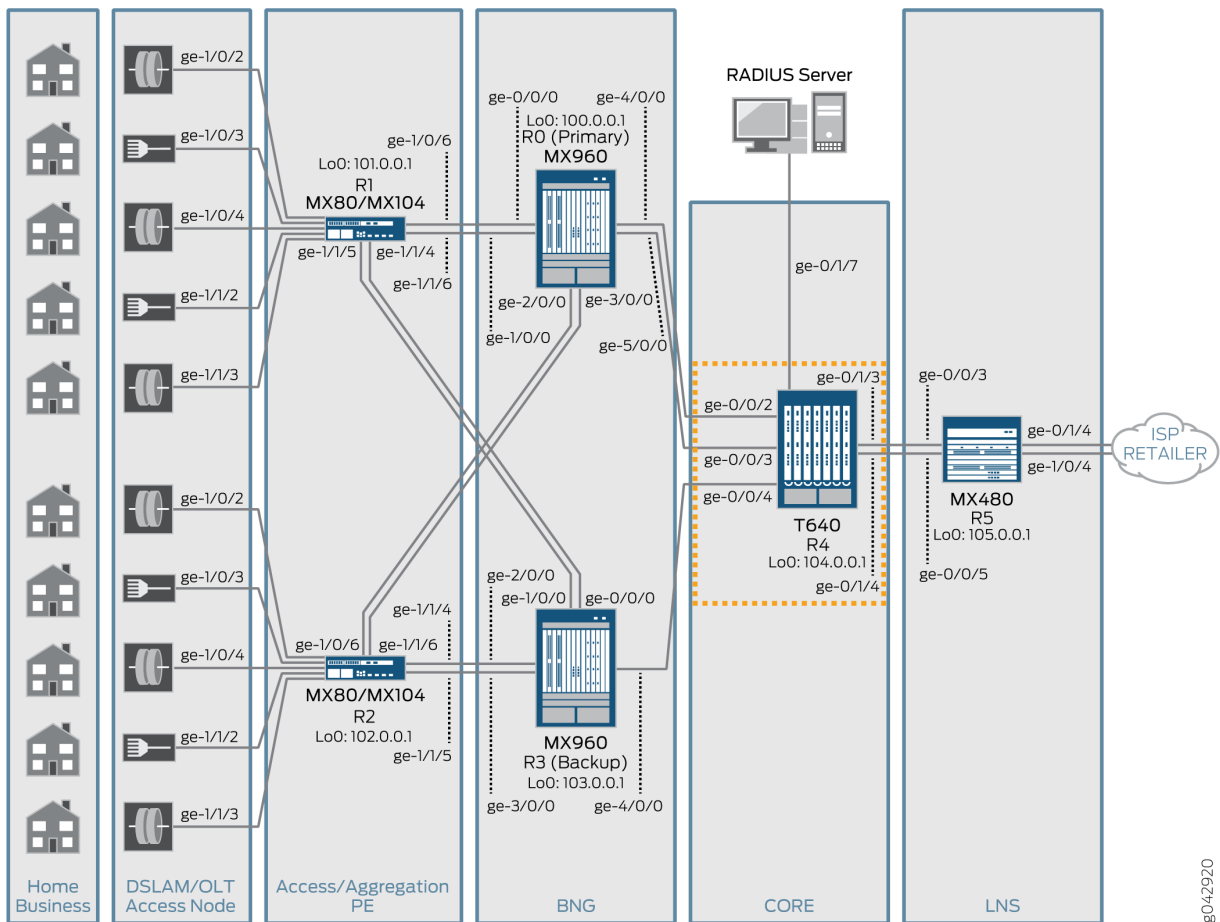 ge-1/0/2
ge-1/0/3
ge-1/0/4
ge-1/1/2
ge-1/1/3
ge-1/0/2
ge-1/0/3
ge-1/0/4
ge-1/1/2
ge-1/1/3
ge-1/0/6
Lo0: 101.0.0.1
R1
MX80/MX104
ge-1/1/5
ge-1/1/4
ge-1/1/6
ge-0/0/0
ge-4/0/0
Lo0: 100.0.0.1
R0 (Primary)
MX960
ge-2/0/0
ge-3/0/0
ge-1/0/0
ge-5/0/0
ge-1/1/4
ge-1/0/6
ge-1/1/6
MX80/MX104
R2
Lo0: 102.0.0.1
ge-1/1/5
ge-2/0/0
ge-1/0/0
ge-0/0/0
MX960
R3 (Backup)
Lo0: 103.0.0.1
ge-3/0/0
ge-4/0/0
RADIUS Server
ge-0/1/7
ge-0/1/3
ge-0/0/2
ge-0/0/3
ge-0/0/4
T640
R4
Lo0: 104.0.0.1
ge-0/1/4
ge-0/0/3
MX480
R5
Lo0: 105.0.0.1
ge-0/0/5
ge-0/1/4
ge-1/0/4
ISP
RETAILER
Home
Business
DSLAM/OLT
Access Node
Access/Aggregation
PE
BNG
CORE
LNS
g042920